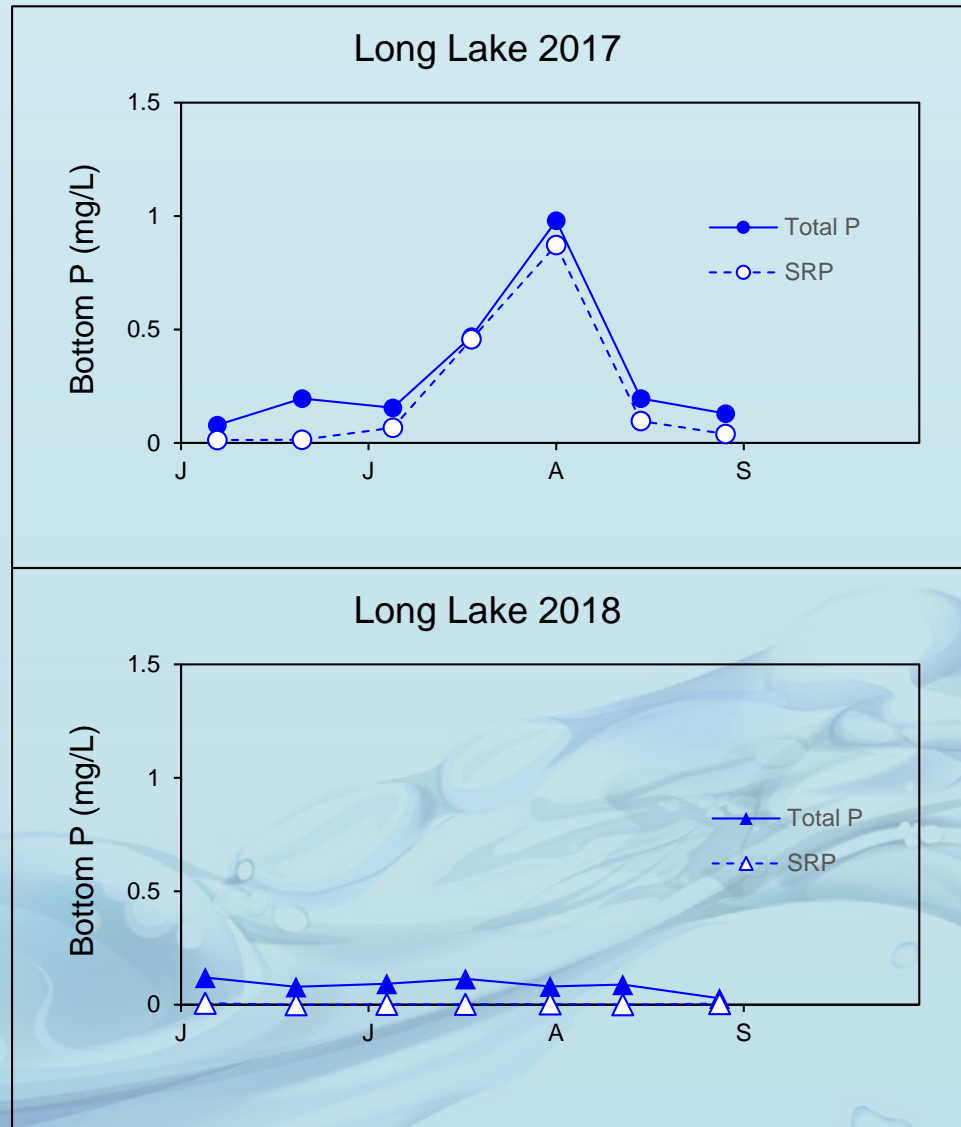 Long Lake 2017
1.5
1
0.5
0
Bottom P (mg/L)
Total P
SRP
J J A S
Long Lake 2018
1.5
1
0.5
0
Bottom P (mg/L)
Total P
SRP
J J A S